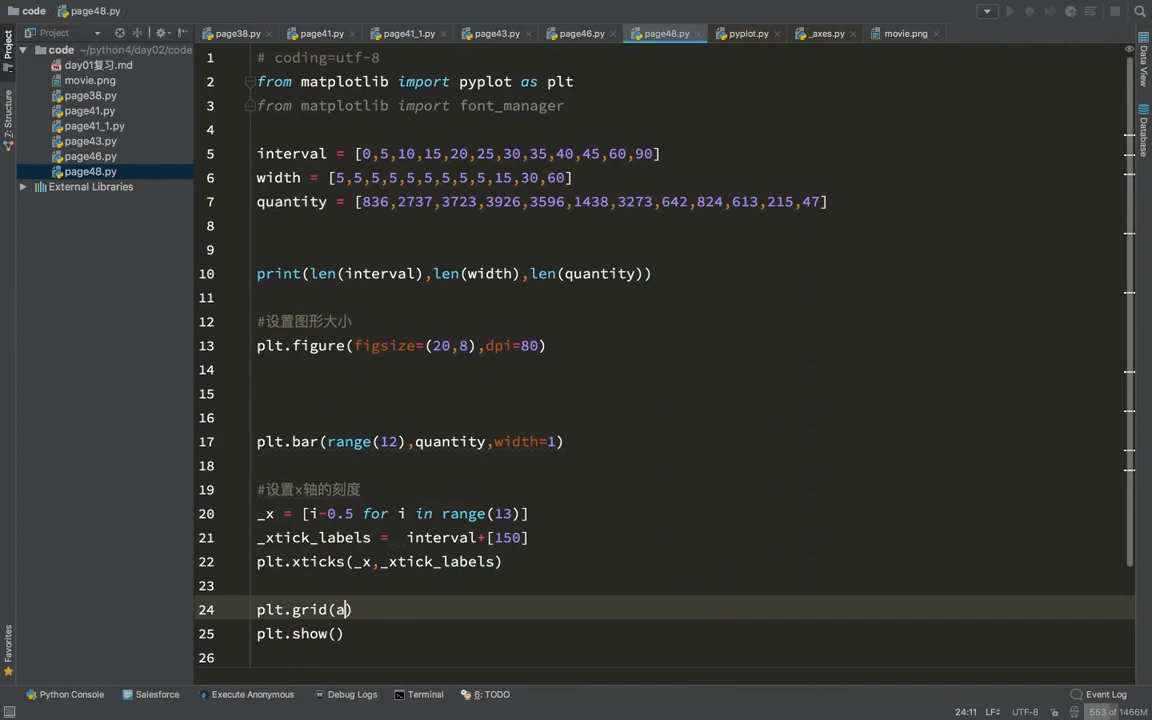 code
page48.py
Project
page38.py
page41.py
page41_1.py
page43.py
page46.py
page48.py
pyplot.py
_axes.py
movie.png
code ~/python4/day02/code
day01复习.md
movie.png
page38.py
page41.py
page41_1.py
page43.py
page46.py
page48.py
External Libraries
Project
Z: Structure
Favorites
Data View
Database
1 # coding=utf-8
2 from matplotlib import pyplot as plt
3 from matplotlib import font_manager
4
5 interval = [0,5,10,15,20,25,30,35,40,45,60,90]
6 width = [5,5,5,5,5,5,5,5,5,15,30,60]
7 quantity = [836,2737,3723,3926,3596,1438,3273,642,824,613,215,47]
8
9
10 print(len(interval),len(width),len(quantity))
11
12 #设置图形大小
13 plt.figure(figsize=(20,8),dpi=80)
14
15
16
17 plt.bar(range(12),quantity,width=1)
18
19 #设置x轴的刻度
20 _x = [i-0.5 for i in range(13)]
21 _xtick_labels = interval+[150]
22 plt.xticks(_x,_xtick_labels)
23
24 plt.grid(a)
25 plt.show()
26
Python Console
Salesforce
Execute Anonymous
Debug Logs
Terminal
6: TODO
Event Log
24:11 LF÷ UTF-8 553 of 1466M